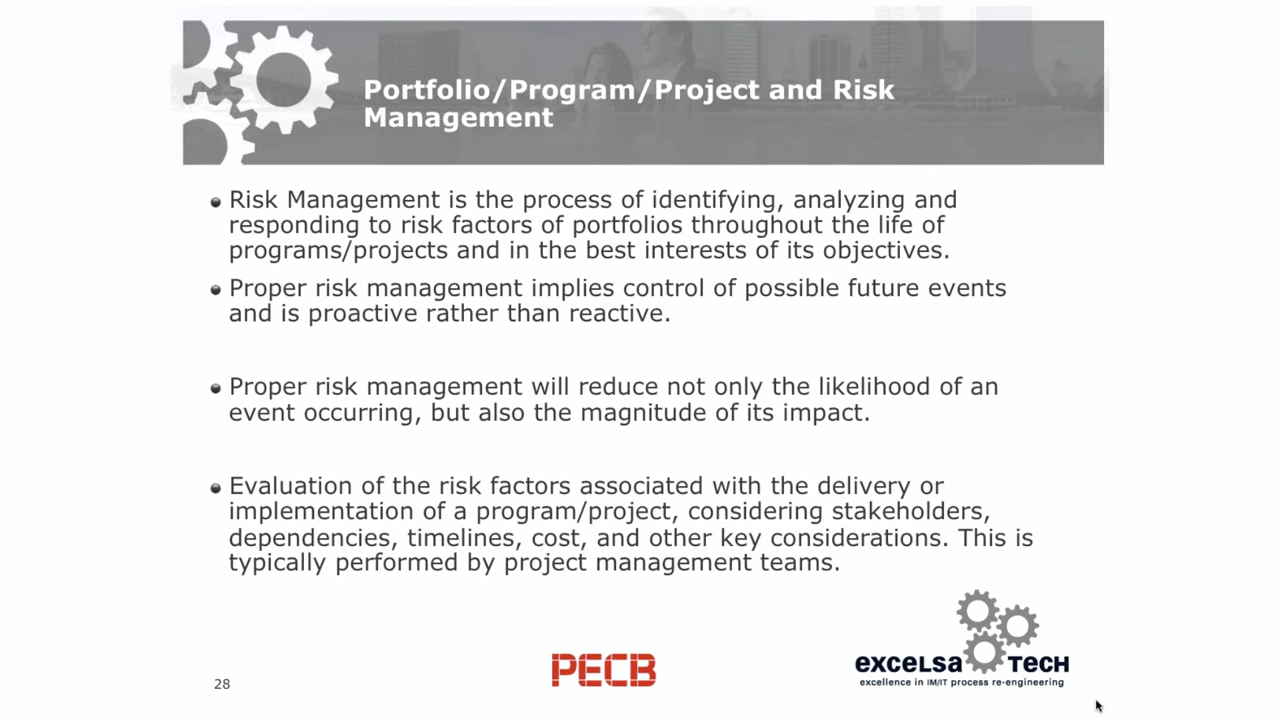 Portfolio/Program/Project and Risk
Management
Risk Management is the process of identifying, analyzing and
responding to risk factors of portfolios throughout the life of
programs/projects and in the best interests of its objectives.
Proper risk management implies control of possible future events
and is proactive rather than reactive.
Proper risk management will reduce not only the likelihood of an
event occurring, but also the magnitude of its impact.
Evaluation of the risk factors associated with the delivery or
implementation of a program/project, considering stakeholders,
dependencies, timelines, cost, and other key considerations. This is
typically performed by project management teams.
28
PECB
EXCELSA TECH
excellence in IM/IT process re-engineering